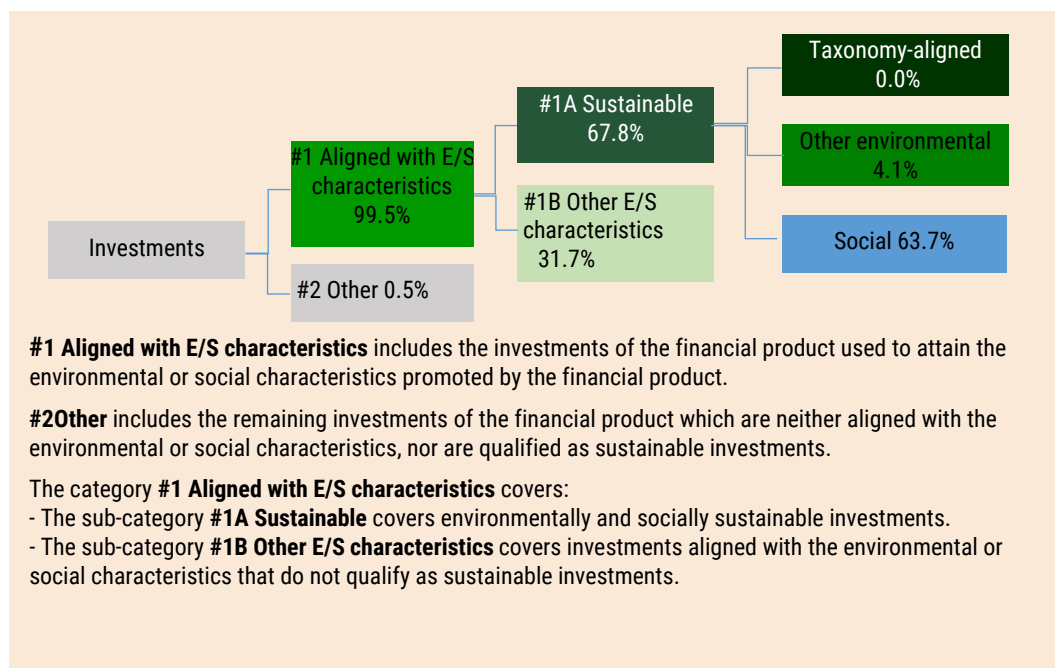 Investments
#1 Aligned with E/S
characteristics
99.5%
#2 Other 0.5%
#1A Sustainable
67.8%
#1B Other E/S
characteristics
31.7%
Taxonomy-aligned
0.0%
Other environmental
4.1%
Social 63.7%
#1 Aligned with E/S characteristics includes the investments of the financial product used to attain the
environmental or social characteristics promoted by the financial product.
#2Other includes the remaining investments of the financial product which are neither aligned with the
environmental or social characteristics, nor are qualified as sustainable investments.
The category #1 Aligned with E/S characteristics covers:
- The sub-category #1A Sustainable covers environmentally and socially sustainable investments.
- The sub-category #1B Other E/S characteristics covers investments aligned with the environmental or
social characteristics that do not qualify as sustainable investments.